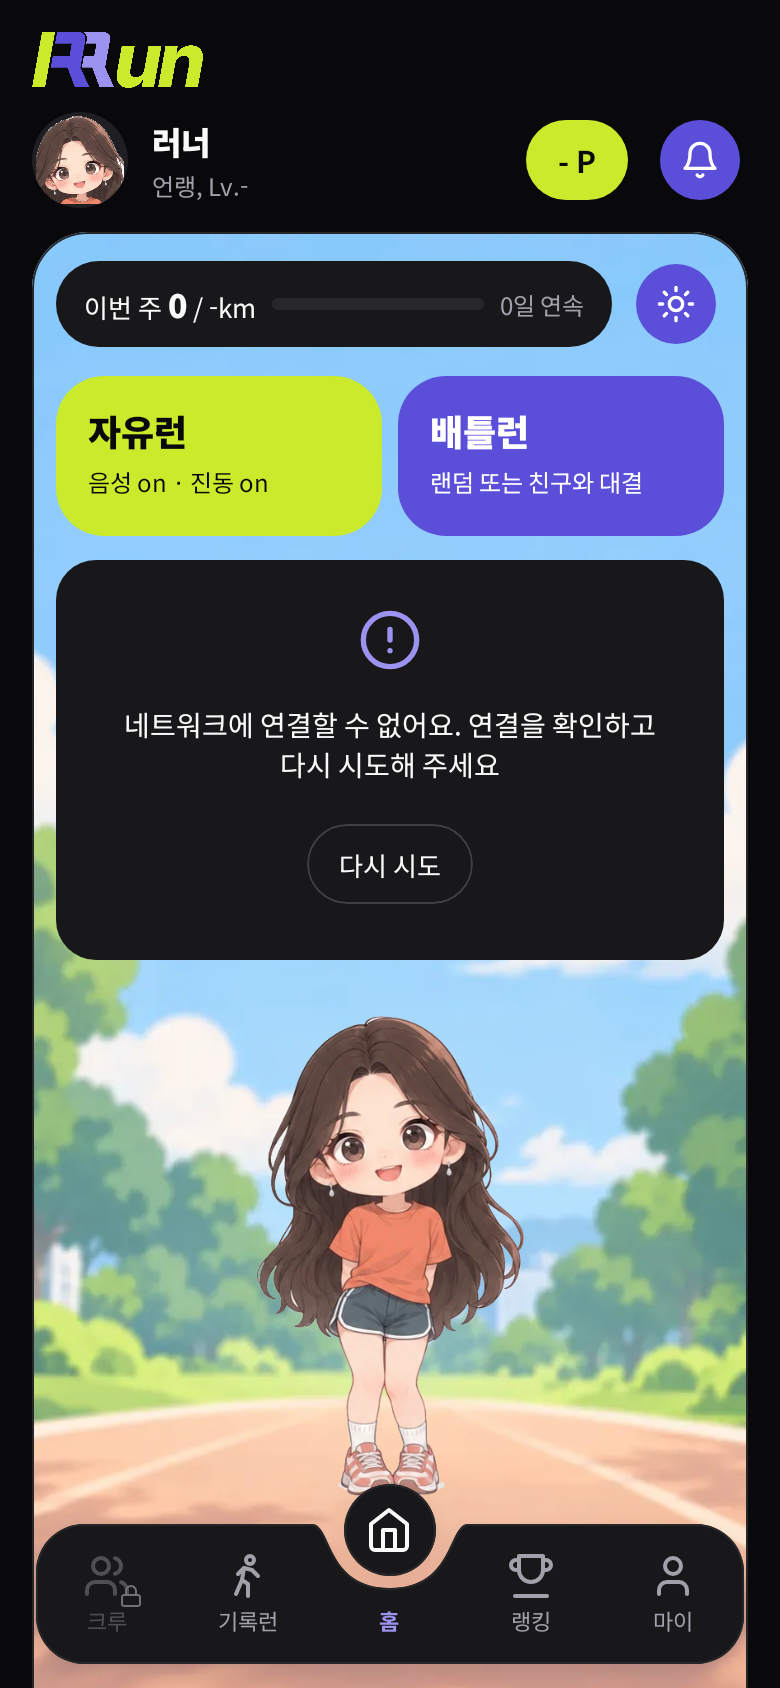 RRun
러너
언랭, Lv.-
- P
이번 주 0 / -km
0일 연속
자유런
음성 on · 진동 on
배틀런
랜덤 또는 친구와 대결
네트워크에 연결할 수 없어요. 연결을 확인하고
다시 시도해 주세요
다시 시도
크루
기록런
홈
랭킹
마이